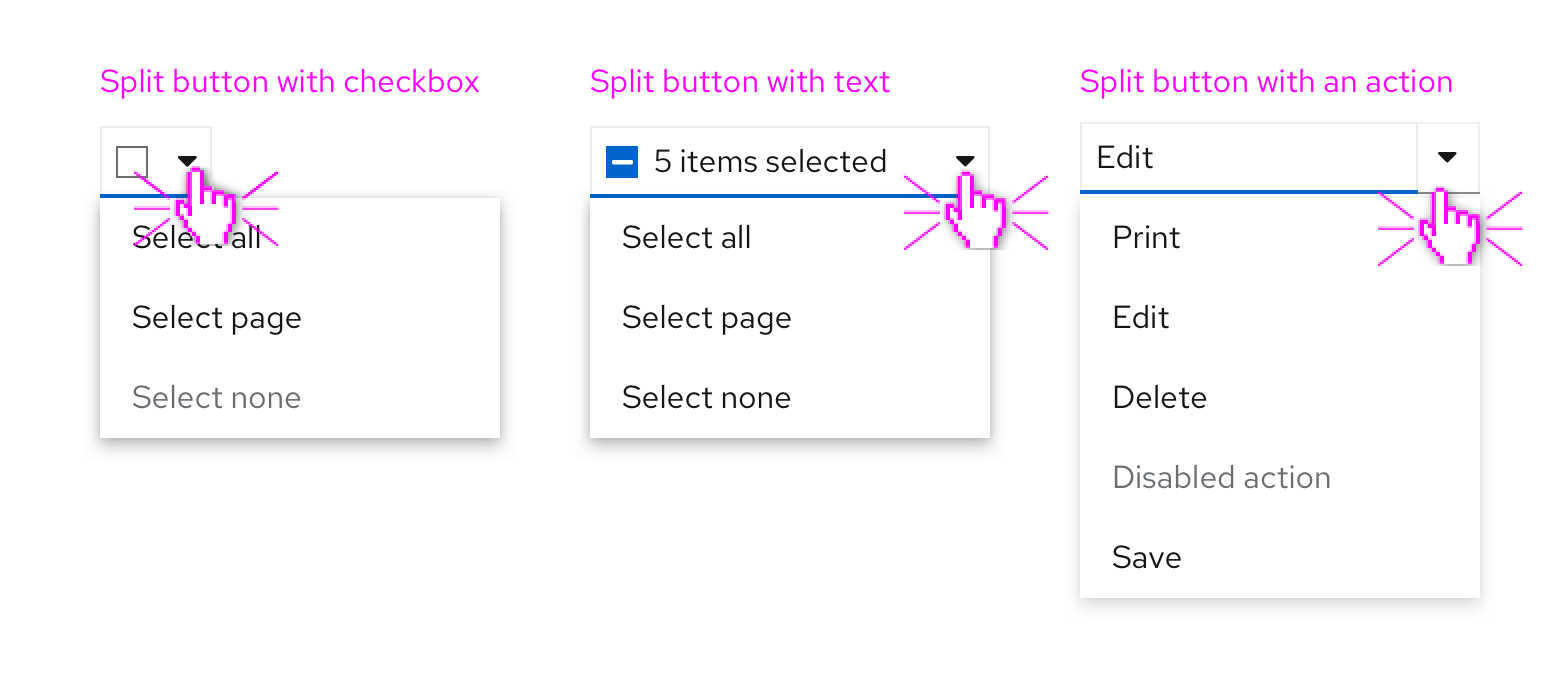 Split button with checkbox
Select all
Select page
Select none
Split button with text
5 items selected
Select all
Select page
Select none
Split button with an action
Edit
Print
Edit
Delete
Disabled action
Save